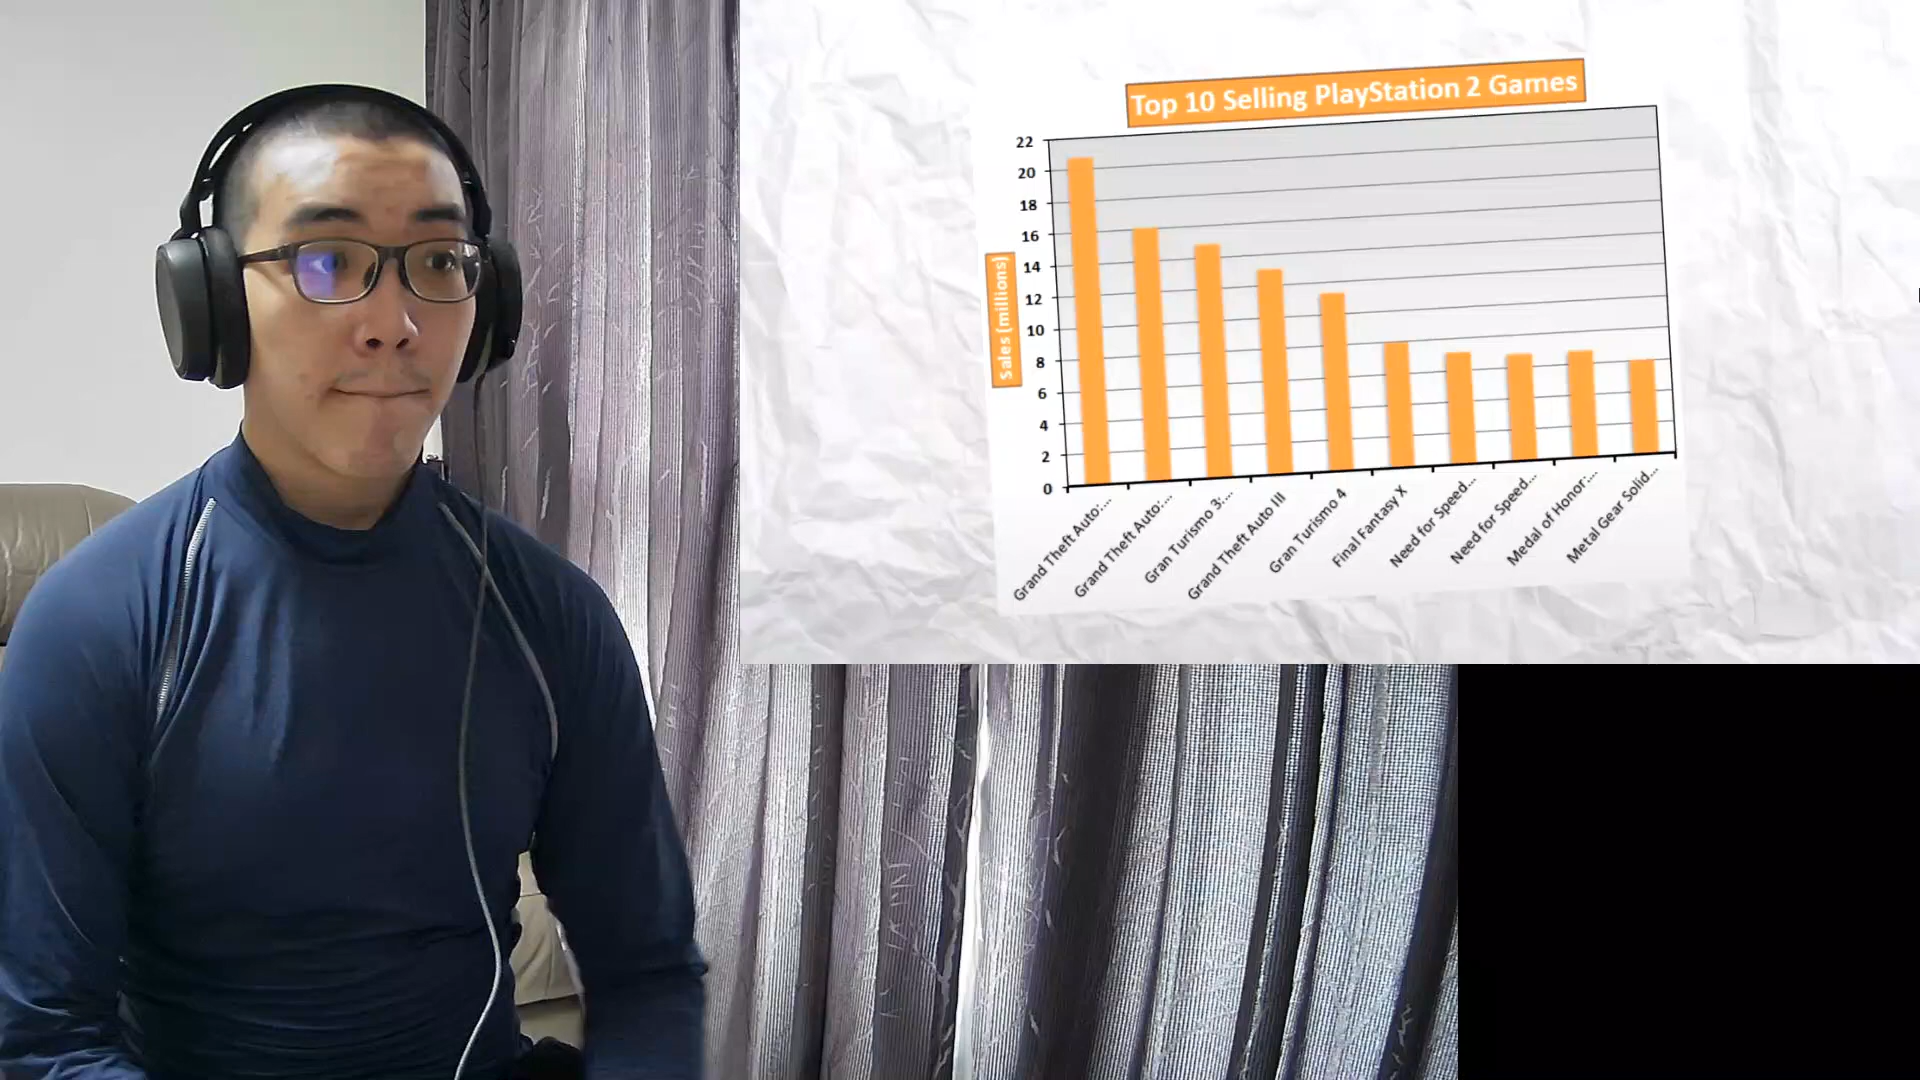 Top 10 Selling PlayStation 2 Games
Sales (millions)
22
20
18
16
14
12
10
8
6
4
2
0
Grand Theft Auto:...
Grand Theft Auto:...
Gran Turismo 3:...
Grand Theft Auto III
Gran Turismo 4
Final Fantasy X
Need for Speed...
Need for Speed...
Medal of Honor:...
Metal Gear Solid...